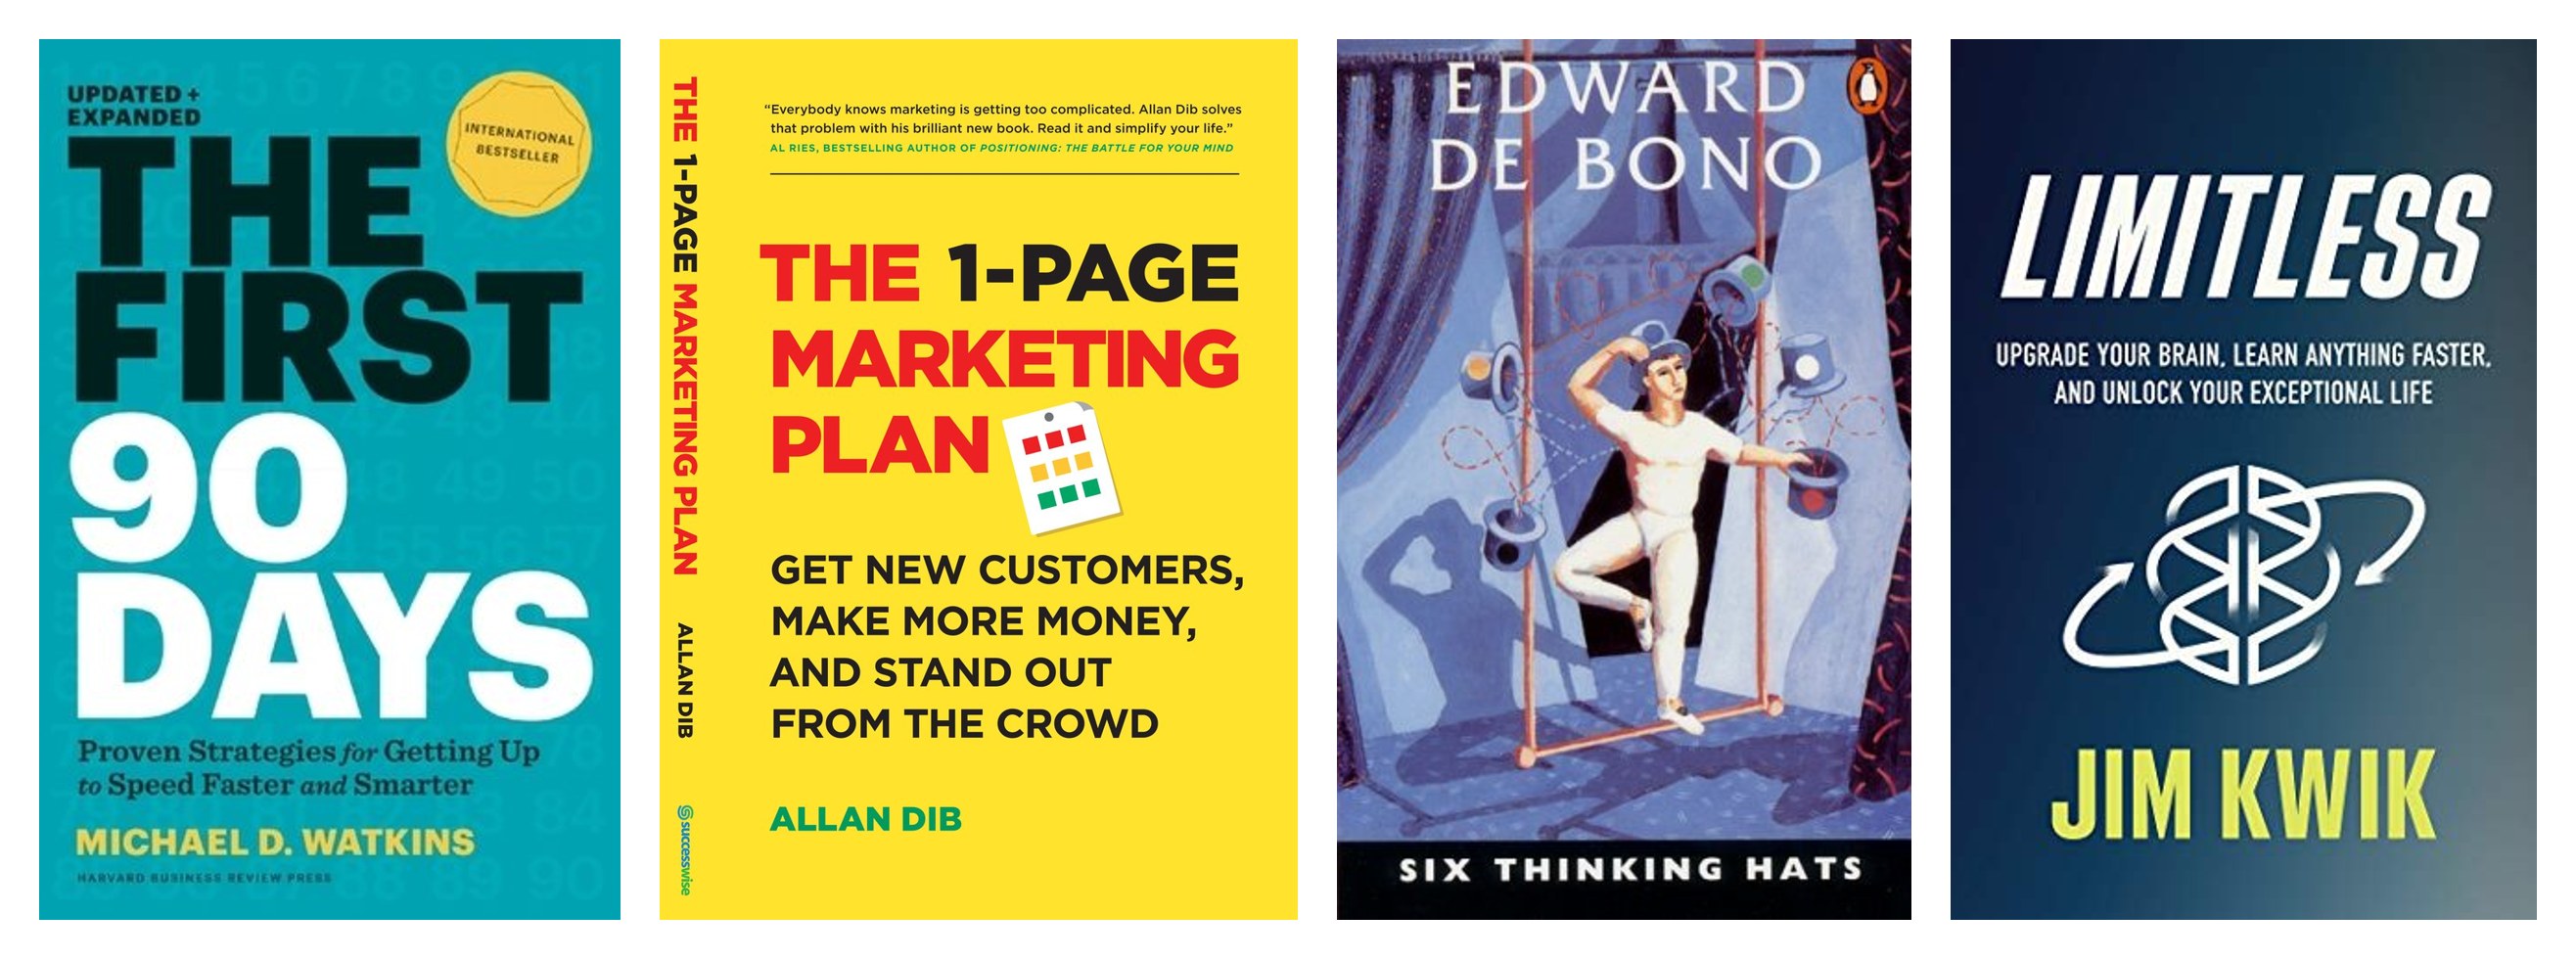 UPDATED +
EXPANDED
INTERNATIONAL
BESTSELLER
THE
FIRST
90
DAYS
Proven Strategies for Getting Up
to Speed Faster and Smarter
MICHAEL D. WATKINS
HARVARD BUSINESS REVIEW PRESS
THE 1-PAGE MARKETING PLAN ALLAN DIB successwise
“Everybody knows marketing is getting too complicated. Allan Dib solves
that problem with his brilliant new book. Read it and simplify your life.”
AL RIES, BESTSELLING AUTHOR OF POSITIONING: THE BATTLE FOR YOUR MIND
THE 1-PAGE
MARKETING
PLAN
GET NEW CUSTOMERS,
MAKE MORE MONEY,
AND STAND OUT
FROM THE CROWD
ALLAN DIB
EDWARD
DE BONO
SIX THINKING HATS
LIMITLESS
UPGRADE YOUR BRAIN, LEARN ANYTHING FASTER,
AND UNLOCK YOUR EXCEPTIONAL LIFE
JIM KWIK